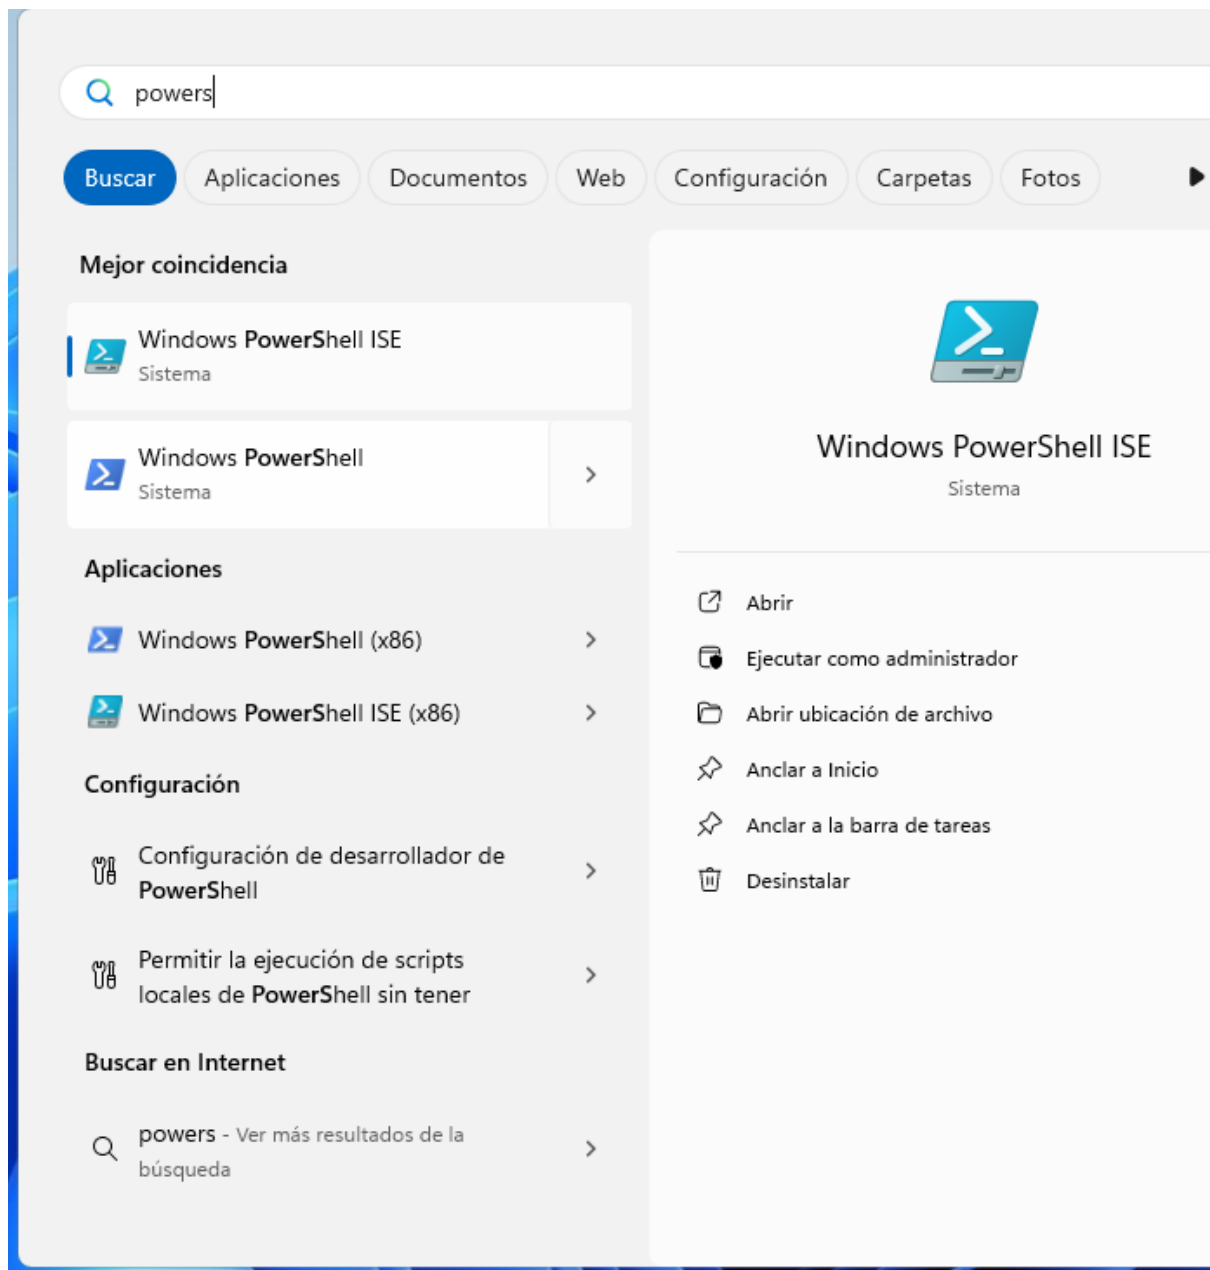 powers
Buscar
Aplicaciones
Documentos
Web
Configuración
Carpetas
Fotos
Mejor coincidencia
Windows PowerShell ISE
Sistema
Windows PowerShell
Sistema
Aplicaciones
Windows PowerShell (x86)
Windows PowerShell ISE (x86)
Configuración
Configuración de desarrollador de
PowerShell
Permitir la ejecución de scripts
locales de PowerShell sin tener
Buscar en Internet
powers - Ver más resultados de la
búsqueda
Windows PowerShell ISE
Sistema
Abrir
Ejecutar como administrador
Abrir ubicación de archivo
Anclar a Inicio
Anclar a la barra de tareas
Desinstalar